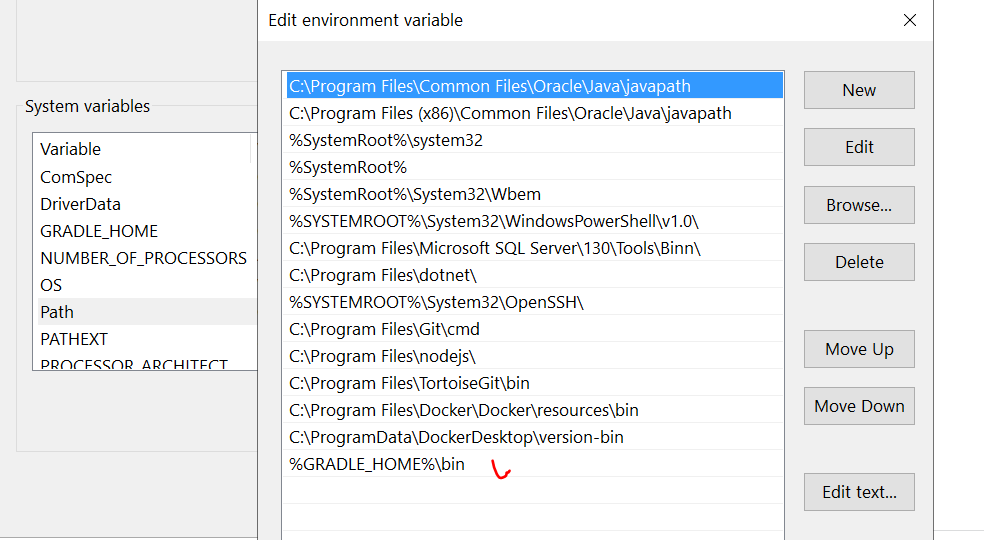 Edit environment variable
System variables
Variable
ComSpec
DriverData
GRADLE_HOME
NUMBER_OF_PROCESSORS
OS
Path
PATHEXT
PROCESSOR_ARCHITECT
C:\Program Files\Common Files\Oracle\Java\javapath
C:\Program Files (x86)\Common Files\Oracle\Java\javapath
%SystemRoot%\system32
%SystemRoot%
%SystemRoot%\System32\Wbem
%SYSTEMROOT%\System32\WindowsPowerShell\v1.0\
C:\Program Files\Microsoft SQL Server\130\Tools\Binn\
C:\Program Files\dotnet\
%SYSTEMROOT%\System32\OpenSSH\
C:\Program Files\Git\cmd
C:\Program Files\nodejs\
C:\Program Files\TortoiseGit\bin
C:\Program Files\Docker\Docker\resources\bin
C:\ProgramData\DockerDesktop\version-bin
%GRADLE_HOME%\bin
New
Edit
Browse...
Delete
Move Up
Move Down
Edit text...